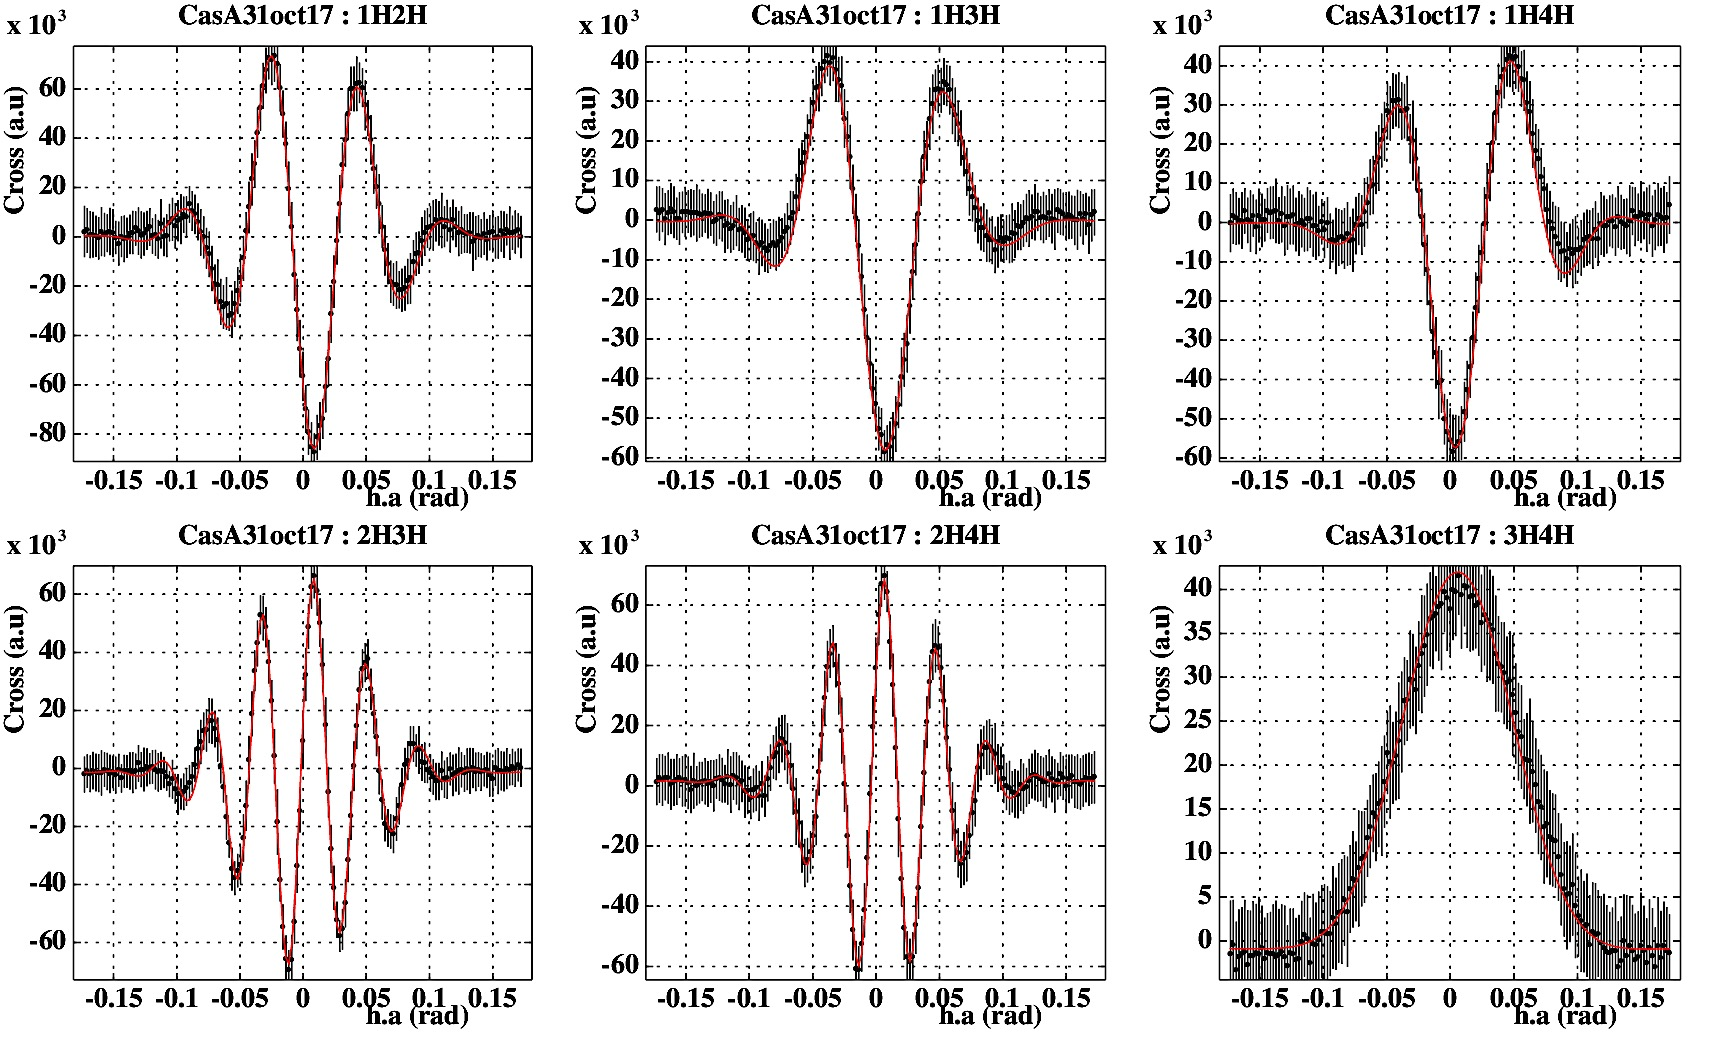 x 10³ CasA31oct17 : 1H2H
Cross (a.u)
60
40
20
0
-20
-40
-60
-80
-0.15 -0.1 -0.05 0 0.05 0.1 0.15
h.a (rad)
x 10³ CasA31oct17 : 1H3H
Cross (a.u)
40
30
20
10
0
-10
-20
-30
-40
-50
-60
-0.15 -0.1 -0.05 0 0.05 0.1 0.15
h.a (rad)
x 10³ CasA31oct17 : 1H4H
Cross (a.u)
40
30
20
10
0
-10
-20
-30
-40
-50
-60
-0.15 -0.1 -0.05 0 0.05 0.1 0.15
h.a (rad)
x 10³ CasA31oct17 : 2H3H
Cross (a.u)
60
40
20
0
-20
-40
-60
-0.15 -0.1 -0.05 0 0.05 0.1 0.15
h.a (rad)
x 10³ CasA31oct17 : 2H4H
Cross (a.u)
60
40
20
0
-20
-40
-60
-0.15 -0.1 -0.05 0 0.05 0.1 0.15
h.a (rad)
x 10³ CasA31oct17 : 3H4H
Cross (a.u)
40
35
30
25
20
15
10
5
0
-0.15 -0.1 -0.05 0 0.05 0.1 0.15
h.a (rad)